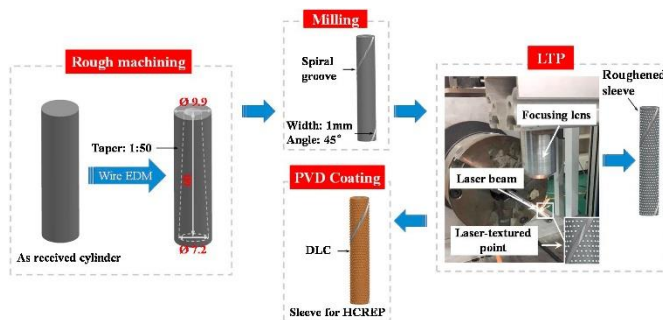 Rough machining
Ø 9.9
Taper: 1:50
Wire EDM
Ø 7.2
As received cylinder
Milling
Spiral
groove
Width: 1mm
Angle: 45°
LTP
Focusing lens
Laser beam
Laser-textured
point
Roughened
sleeve
PVD Coating
DLC
Sleeve for HCREP